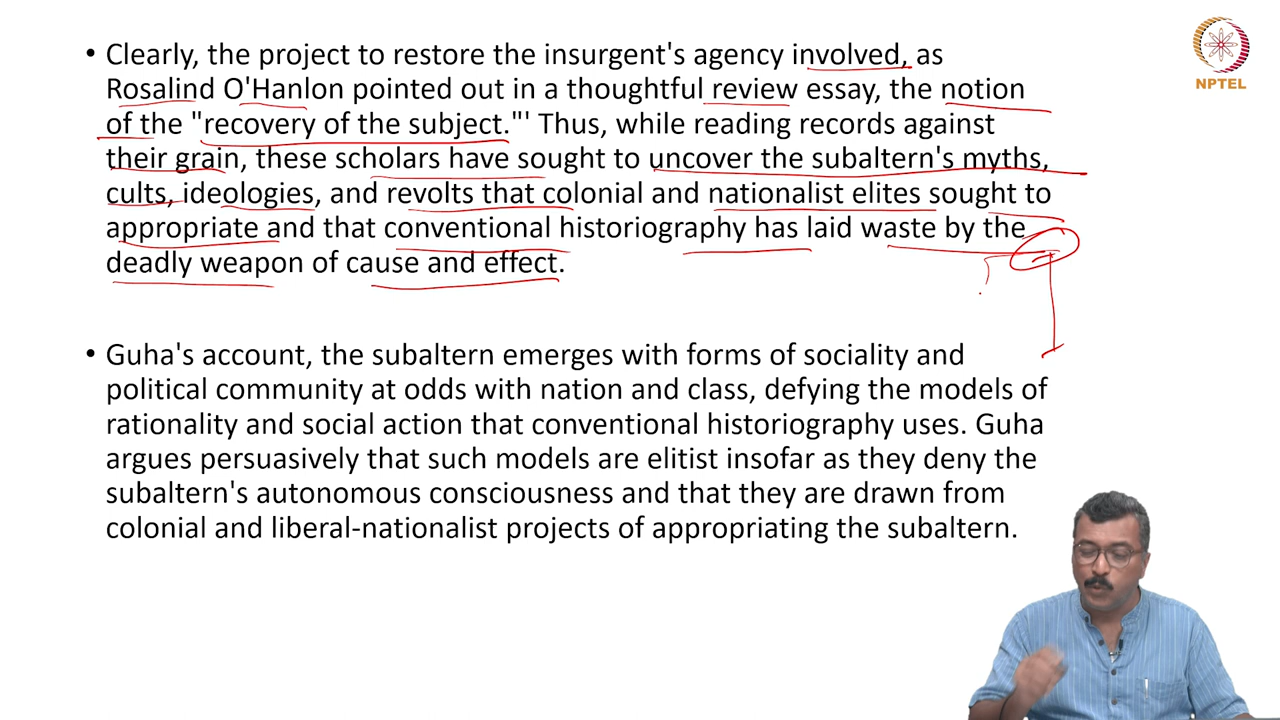 • Clearly, the project to restore the insurgent's agency involved, as
Rosalind O'Hanlon pointed out in a thoughtful review essay, the notion
of the "recovery of the subject."' Thus, while reading records against
their grain, these scholars have sought to uncover the subaltern's myths,
cults, ideologies, and revolts that colonial and nationalist elites sought to
appropriate and that conventional historiography has laid waste by the
deadly weapon of cause and effect.
• Guha's account, the subaltern emerges with forms of sociality and
political community at odds with nation and class, defying the models of
rationality and social action that conventional historiography uses. Guha
argues persuasively that such models are elitist insofar as they deny the
subaltern's autonomous consciousness and that they are drawn from
colonial and liberal-nationalist projects of appropriating the subaltern.
NPTEL